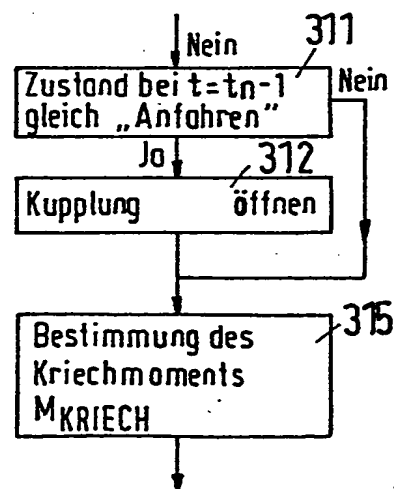 Nein
311
Zustand bei t=tn-1
gleich „Anfahren"
Nein
Ja
312
Kupplung öffnen
315
Bestimmung des
Kriechmoments
MKRIECH